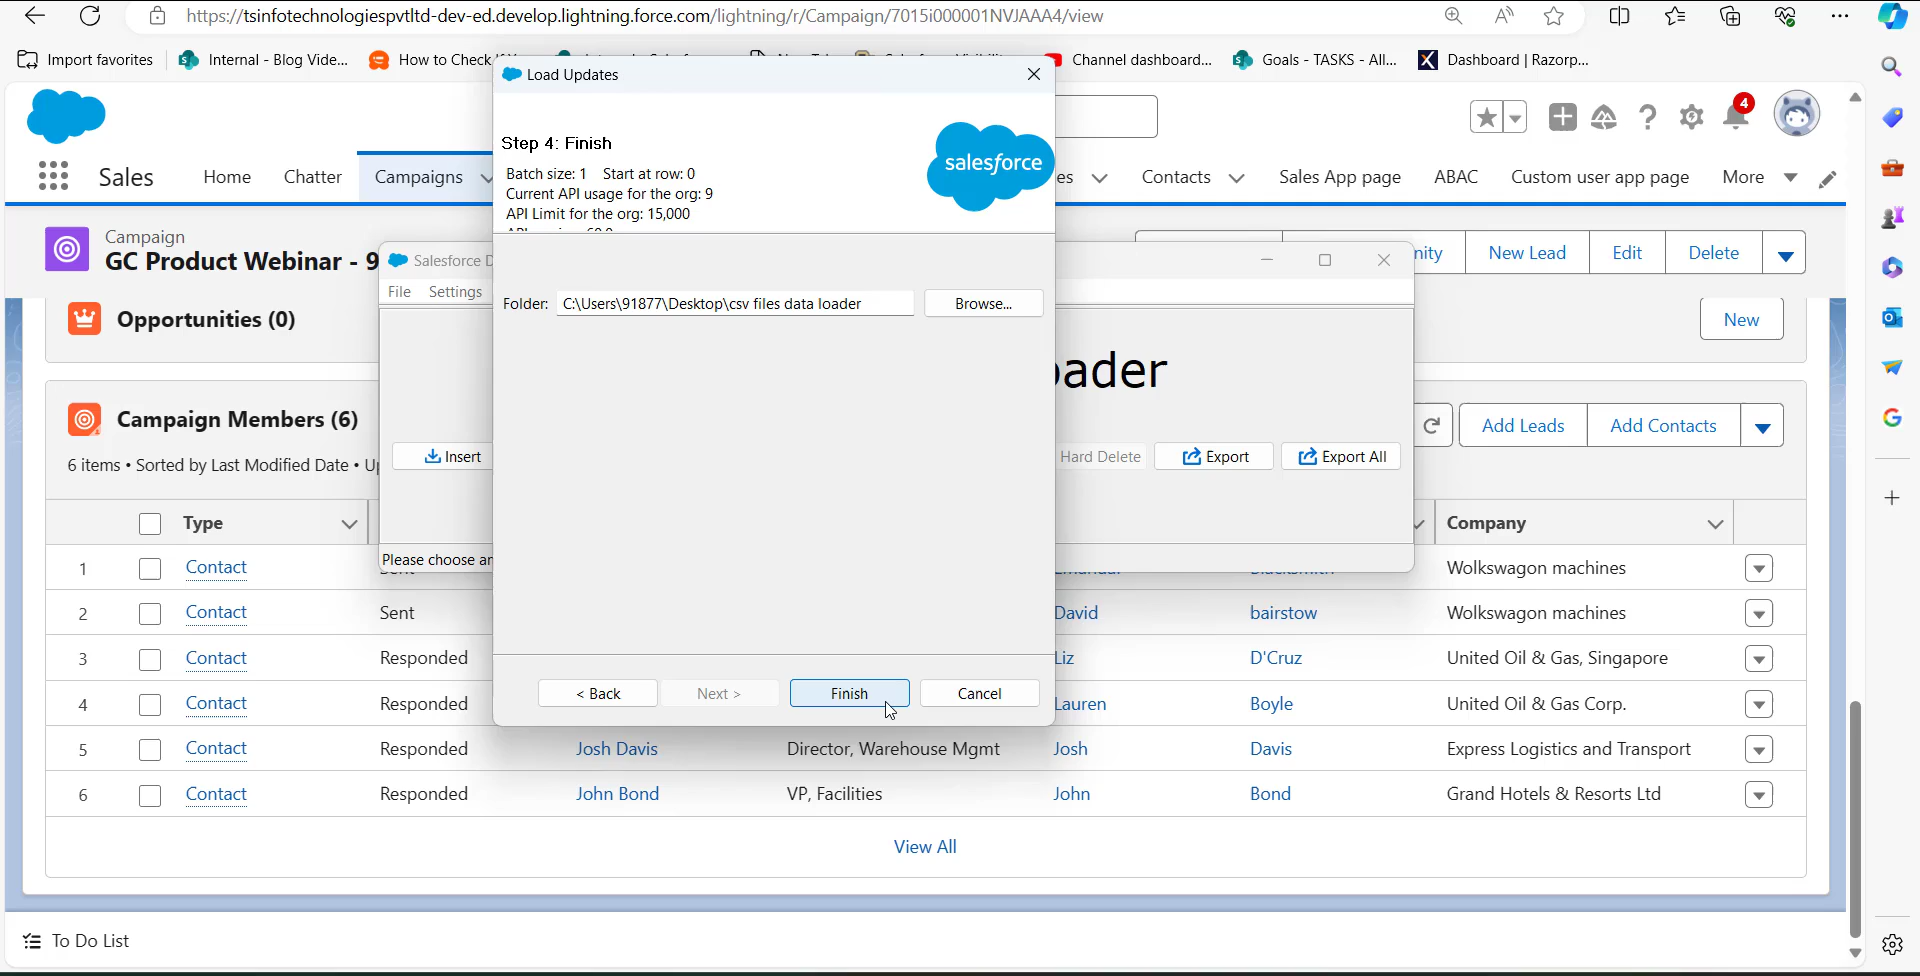 https://tsinfotechnologiespvtltd-dev-ed.develop.lightning.force.com/lightning/r/Campaign/7015i000001NVJAAA4/view
Import favorites
Internal - Blog Vide...
How to Check
Channel dashboard...
Goals - TASKS - All...
Dashboard | Razorp...
Load Updates
4
Step 4: Finish
salesforce
Batch size: 1 Start at row: 0
Current API usage for the org: 9
API Limit for the org: 15,000
Sales
Home
Chatter
Campaigns
es
Contacts
Sales App page
ABAC
Custom user app page
More
Campaign
GC Product Webinar - 9
Salesforce D
nity
New Lead
Edit
Delete
File
Settings
Folder:
C:\Users\91877\Desktop\csv files data loader
Browse...
Opportunities (0)
New
ader
Campaign Members (6)
Add Leads
Add Contacts
Insert
Hard Delete
Export
Export All
6 items • Sorted by Last Modified Date •
Type
Company
Please choose an
1
Contact
Wolkswagon machines
2
Contact
Sent
David
bairstow
Wolkswagon machines
3
Contact
Responded
Liz
D'Cruz
United Oil & Gas, Singapore
4
Contact
Responded
Lauren
Boyle
United Oil & Gas Corp.
< Back
Next >
Finish
Cancel
5
Contact
Responded
Josh Davis
Director, Warehouse Mgmt
Josh
Davis
Express Logistics and Transport
6
Contact
Responded
John Bond
VP, Facilities
John
Bond
Grand Hotels & Resorts Ltd
View All
To Do List